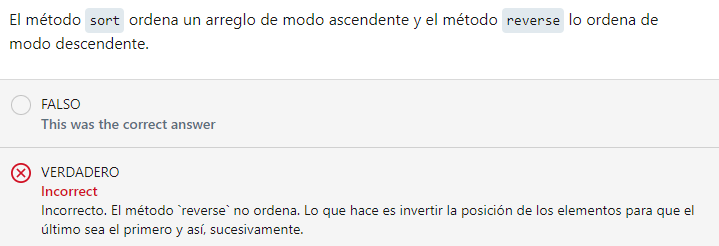 El método sort ordena un arreglo de modo ascendente y el método reverse lo ordena de
modo descendente.
FALSO
This was the correct answer
VERDADERO
Incorrect
Incorrecto. El método `reverse` no ordena. Lo que hace es invertir la posición de los elementos para que el
último sea el primero y así, sucesivamente.